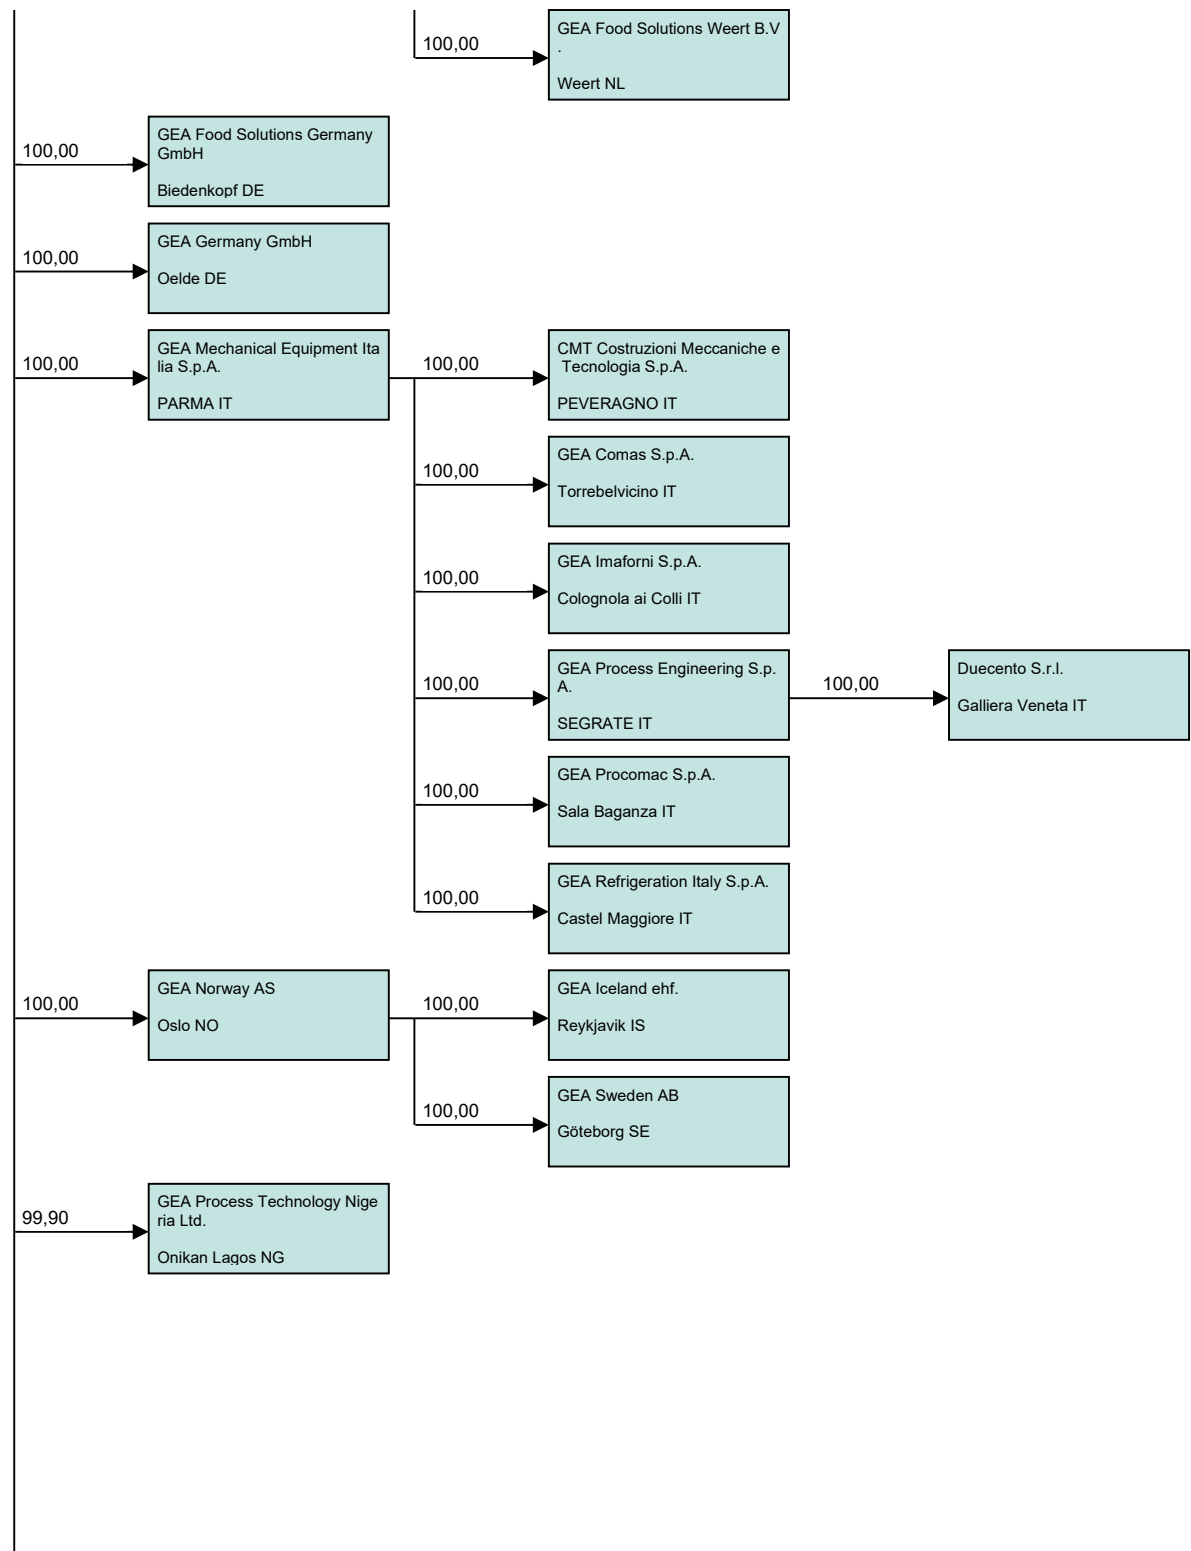 GEA Food Solutions Weert B.V
.
Weert NL
100,00
GEA Food Solutions Germany
GmbH
Biedenkopf DE
100,00
GEA Germany GmbH
Oelde DE
100,00
GEA Mechanical Equipment Ita
lia S.p.A.
PARMA IT
100,00
CMT Costruzioni Meccaniche e
Tecnologia S.p.A.
PEVERAGNO IT
100,00
GEA Comas S.p.A.
Torrebelvicino IT
100,00
GEA Imaforni S.p.A.
Colognola ai Colli IT
100,00
GEA Process Engineering S.p.
A.
SEGRATE IT
100,00
Duecento S.r.l.
Galliera Veneta IT
100,00
GEA Procomac S.p.A.
Sala Baganza IT
100,00
GEA Refrigeration Italy S.p.A.
Castel Maggiore IT
100,00
GEA Norway AS
Oslo NO
100,00
GEA Iceland ehf.
Reykjavik IS
100,00
GEA Sweden AB
Göteborg SE
100,00
GEA Process Technology Nige
ria Ltd.
Onikan Lagos NG
99,90